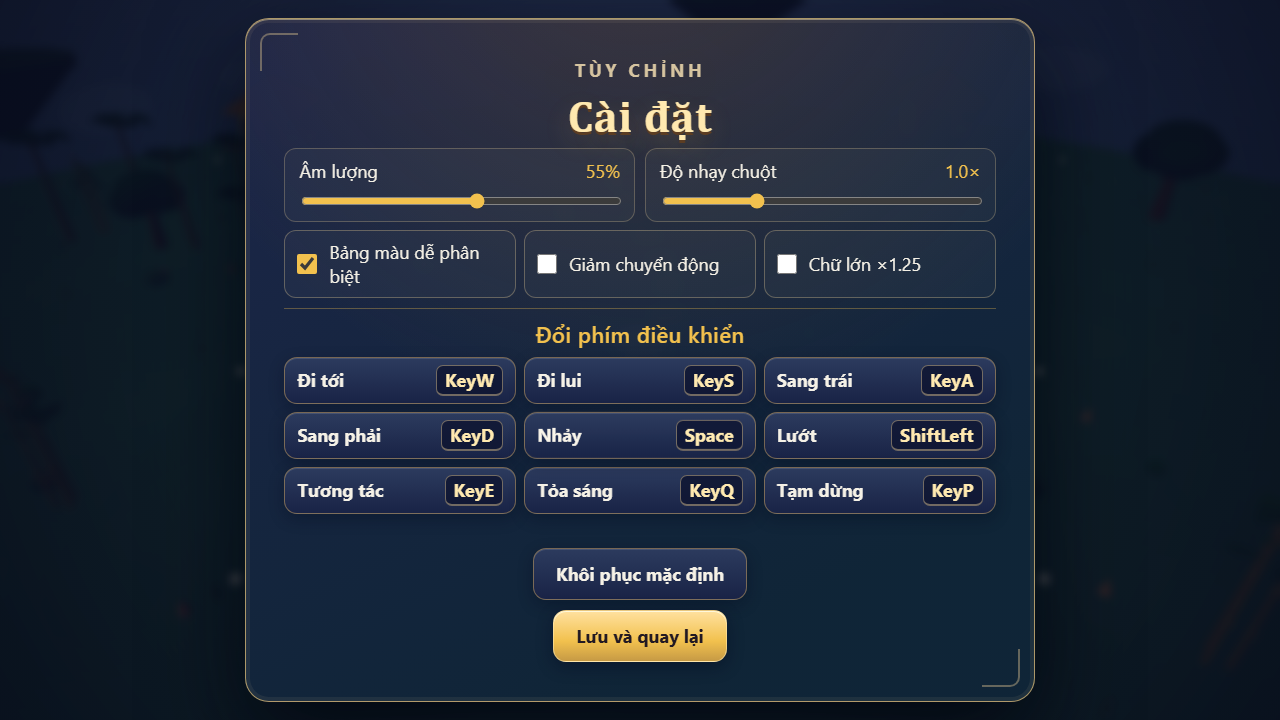 TÙY CHỈNH
Cài đặt
Âm lượng 55%
Độ nhạy chuột 1.0×
Bảng màu dễ phân
biệt
Giảm chuyển động
Chữ lớn ×1.25
Đổi phím điều khiển
Đi tới KeyW
Đi lui KeyS
Sang trái KeyA
Sang phải KeyD
Nhảy Space
Lướt ShiftLeft
Tương tác KeyE
Tỏa sáng KeyQ
Tạm dừng KeyP
Khôi phục mặc định
Lưu và quay lại